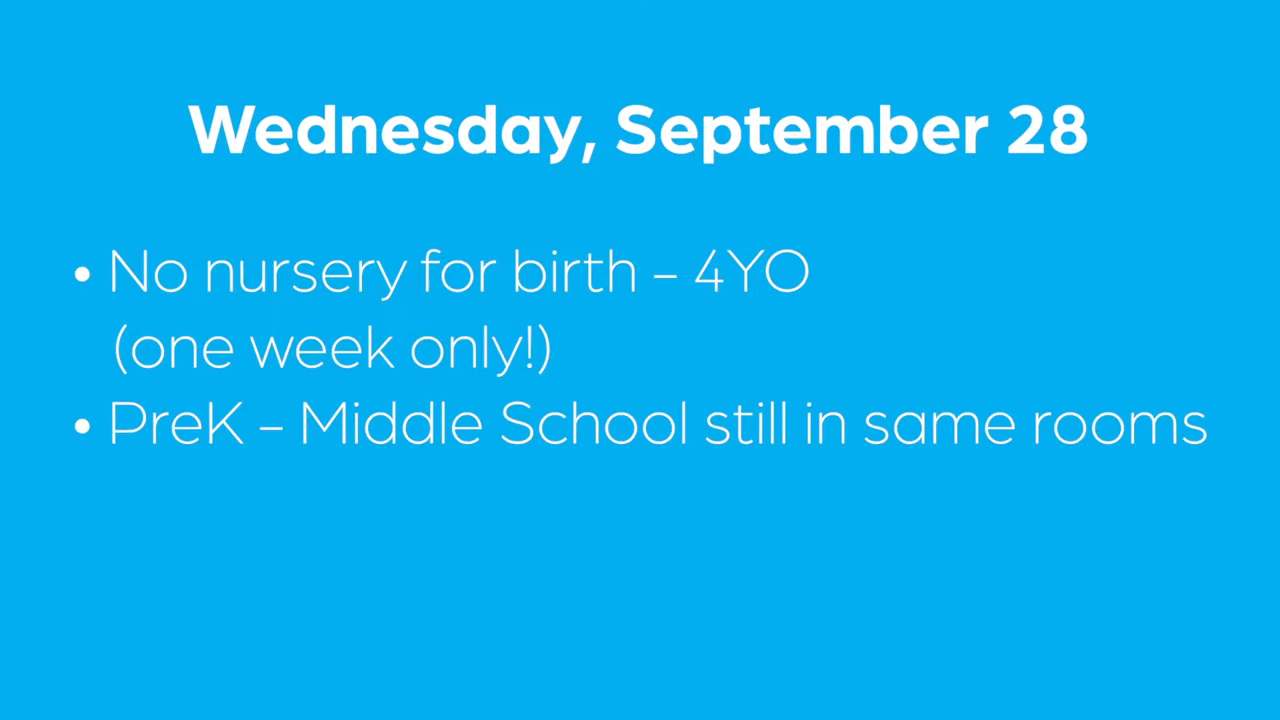 Wednesday, September 28
• No nursery for birth – 4YO
(one week only!)
• PreK – Middle School still in same rooms